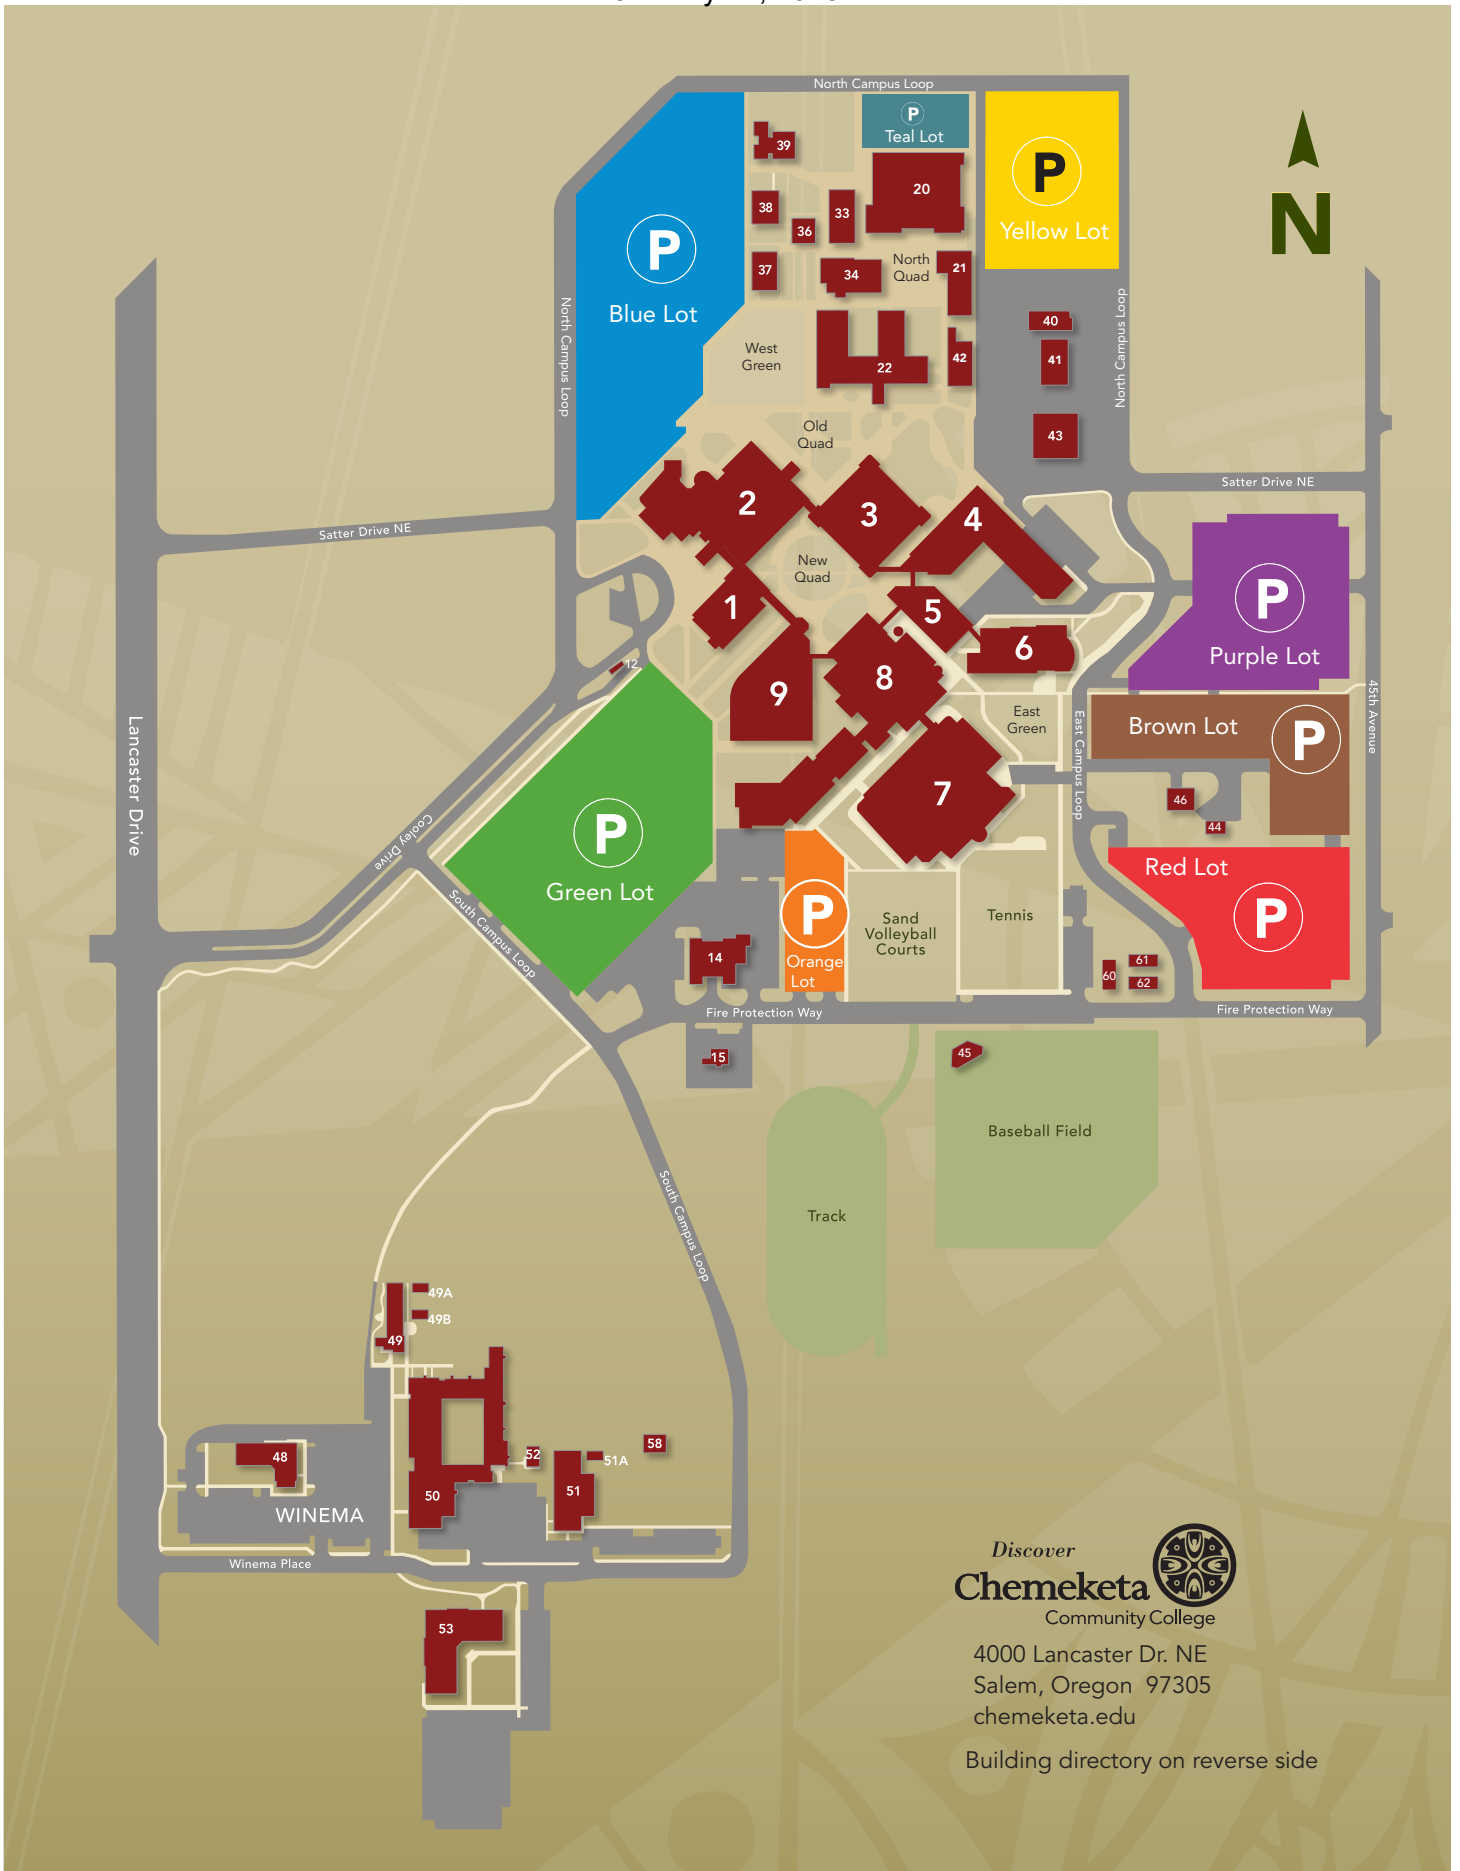 North Campus Loop
P
Teal Lot
P
Yellow Lot
N
39
20
38
33
36
P
Blue Lot
North
Quad
21
37
34
North Campus Loop
North Campus Loop
40
West
Green
22
42
41
Old
Quad
43
Satter Drive NE
Satter Drive NE
2
3
4
New
Quad
P
Purple Lot
1
5
6
12
8
9
East
Green
East Campus Loop
Brown Lot
P
45th Avenue
Lancaster Drive
7
46
44
Cooley Drive
P
Green Lot
South Campus Loop
Red Lot
P
P
Orange
Lot
Sand
Volleyball
Courts
Tennis
14
60
61
62
Fire Protection Way
Fire Protection Way
15
45
Baseball Field
Track
South Campus Loop
49A
49B
49
48
52
58
51A
50
51
WINEMA
Winema Place
53
Discover
Chemeketa
Community College
4000 Lancaster Dr. NE
Salem, Oregon 97305
chemeketa.edu
Building directory on reverse side